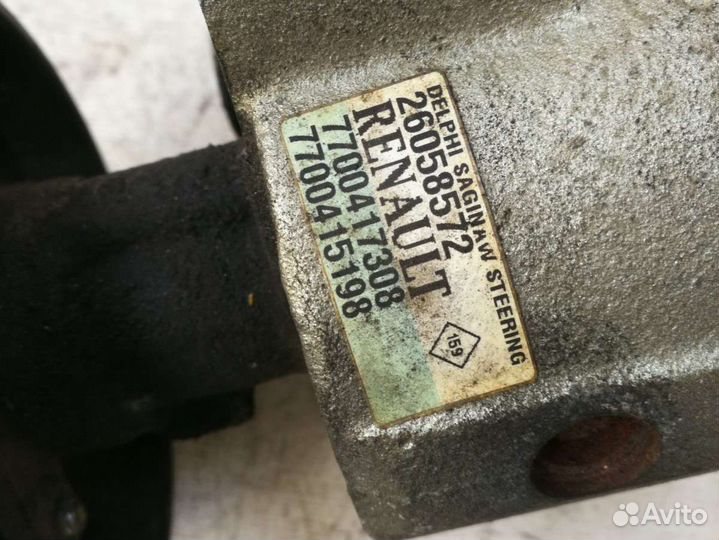 DELPHI SAGINAW STEERING
26058572
RENAULT
7700417308
7700415198
159
Avito